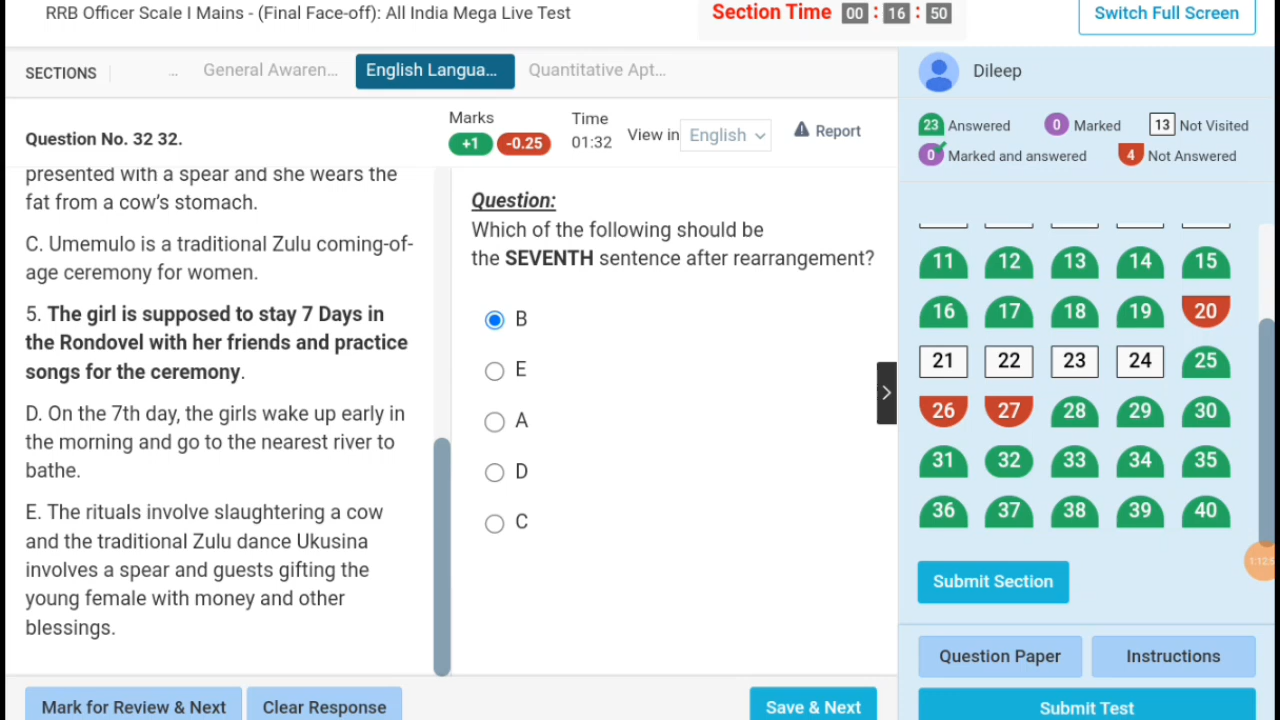 RRB Officer Scale I Mains - (Final Face-off): All India Mega Live Test
Section Time 00 : 16 : 50
Switch Full Screen
SECTIONS
...
General Awaren...
English Langua...
Quantitative Apt...
Dileep
Question No. 32 32.
Marks
+1 -0.25
Time
01:32
View in English
Report
23 Answered
0 Marked
13 Not Visited
0 Marked and answered
4 Not Answered
presented with a spear and she wears the
fat from a cow's stomach.
C. Umemulo is a traditional Zulu coming-of-
age ceremony for women.
5. The girl is supposed to stay 7 Days in
the Rondovel with her friends and practice
songs for the ceremony.
D. On the 7th day, the girls wake up early in
the morning and go to the nearest river to
bathe.
E. The rituals involve slaughtering a cow
and the traditional Zulu dance Ukusina
involves a spear and guests gifting the
young female with money and other
blessings.
Question:
Which of the following should be
the SEVENTH sentence after rearrangement?
B
E
A
D
C
11 12 13 14 15
16 17 18 19 20
21 22 23 24 25
26 27 28 29 30
31 32 33 34 35
36 37 38 39 40
Submit Section
Question Paper
Instructions
Mark for Review & Next
Clear Response
Save & Next
Submit Test